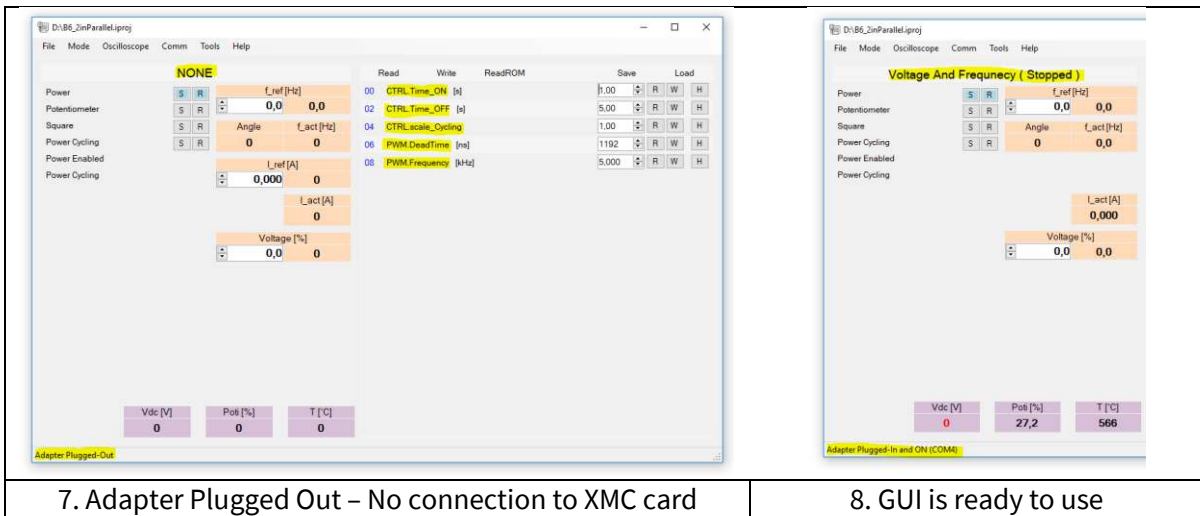 D:\B6_2inParallel.iproj
File Mode Oscilloscope Comm Tools Help
NONE
Read Write ReadROM Save Load
Power S R f_ref [Hz]
Potentiometer S R 0,0 0,0
Square S R Angle f_act [Hz]
Power Cycling S R 0 0
Power Enabled I_ref [A]
Power Cycling 0,000 0
I_act [A]
0
Voltage [%]
0,0 0
00 CTRL.Time_ON [s] 1,00 R W H
02 CTRL.Time_OFF [s] 5,00 R W H
04 CTRL.scale_Cycling 1,00 R W H
06 PWM.DeadTime [ns] 1192 R W H
08 PWM.Frequency [kHz] 5,000 R W H
Vdc [V] Poti [%] T [°C]
0 0 0
Adapter Plugged-Out
7. Adapter Plugged Out – No connection to XMC card
D:\B6_2inParallel.iproj
File Mode Oscilloscope Comm Tools Help
Voltage And Frequnecy ( Stopped )
Power S R f_ref [Hz]
Potentiometer S R 0,0 0,0
Square S R Angle f_act [Hz]
Power Cycling S R 0 0,0
Power Enabled
Power Cycling
I_act [A]
0,000
Voltage [%]
0,0 0,0
Vdc [V] Poti [%] T [°C]
0 27,2 566
Adapter Plugged-In and ON (COM4)
8. GUI is ready to use